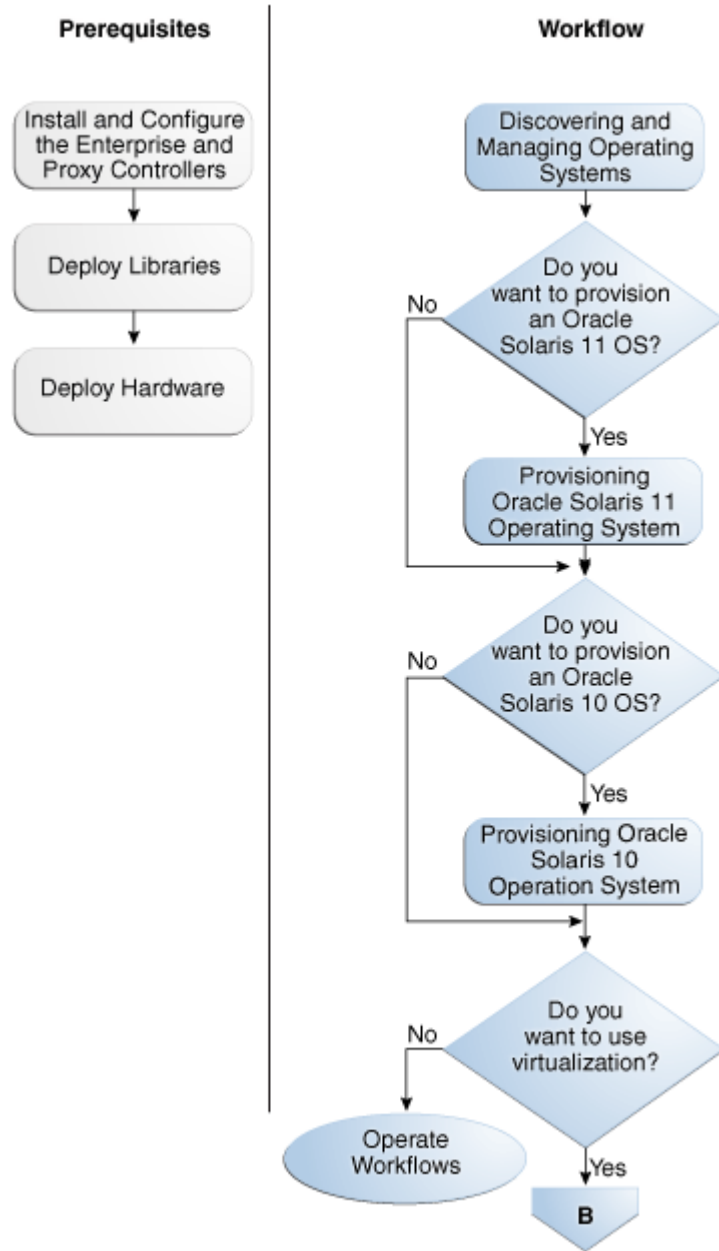 Prerequisites
Install and Configure
the Enterprise and
Proxy Controllers
Deploy Libraries
Deploy Hardware
Workflow
Discovering and
Managing Operating
Systems
Do you
want to provision
an Oracle
Solaris 11 OS?
No
Yes
Provisioning
Oracle Solaris 11
Operating System
Do you
want to provision
an Oracle
Solaris 10 OS?
No
Yes
Provisioning Oracle
Solaris 10
Operation System
Do you
want to use
virtualization?
No
Operate
Workflows
Yes
B